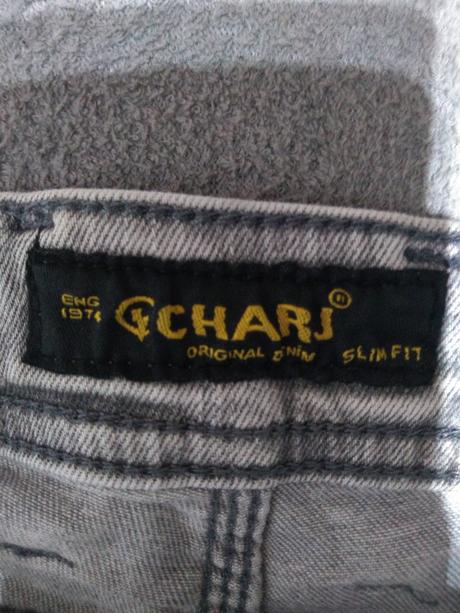 ENG
1974
CHARJ ®
ORIGINAL DENIM
SLIM FIT